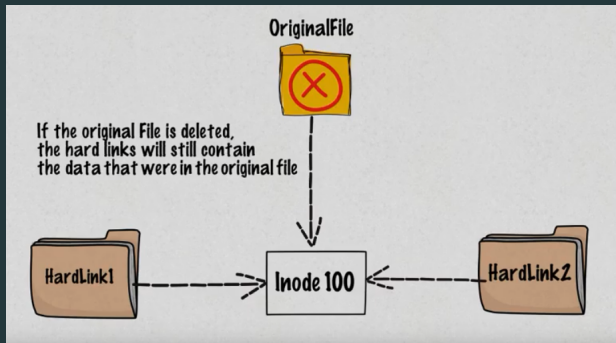 OriginalFile
If the original File is deleted,
the hard links will still contain
the data that were in the original file
HardLink1
Inode 100
HardLink2